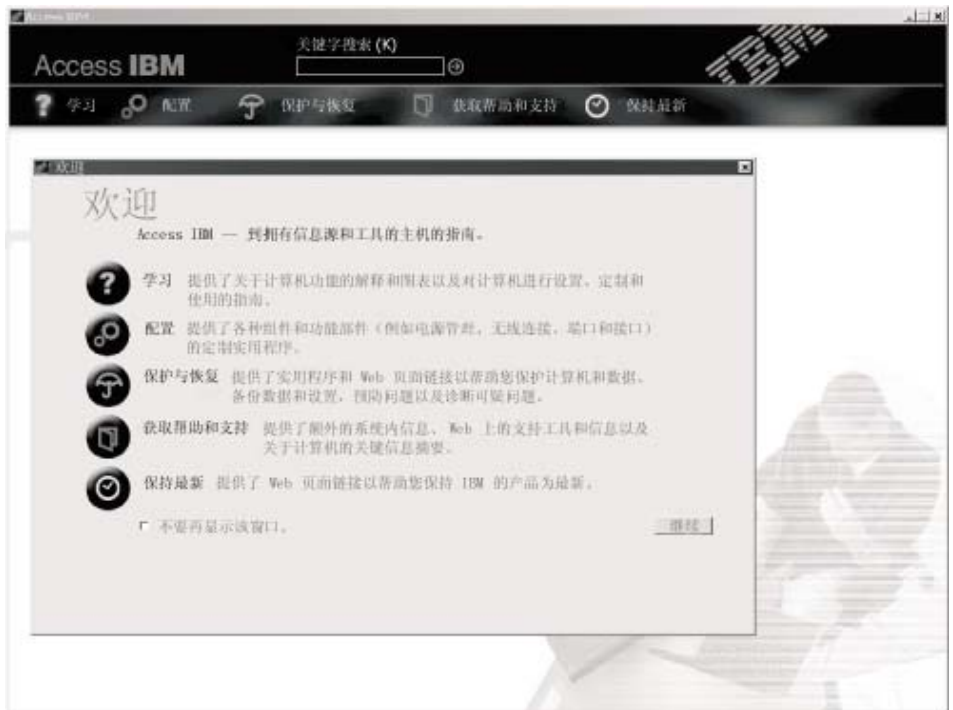 Access IBM
关键字搜索 (K)
Access IBM
IBM
学习 配置 保护与恢复 获取帮助和支持 保持最新
欢迎
欢迎
Access IBM — 到拥有信息源和工具的主机的指南。
学习 提供了关于计算机功能的解释和图表以及对计算机进行设置、定制和
使用的指南。
配置 提供了各种组件和功能部件（例如电源管理、无线连接、端口和接口）
的定制实用程序。
保护与恢复 提供了实用程序和 Web 页面链接以帮助您保护计算机和数据、
备份数据和设置、预防问题以及诊断可疑问题。
获取帮助和支持 提供了额外的系统内信息、Web 上的支持工具和信息以及
关于计算机的关键信息摘要。
保持最新 提供了 Web 页面链接以帮助您保持 IBM 的产品为最新。
不要再显示该窗口。
继续